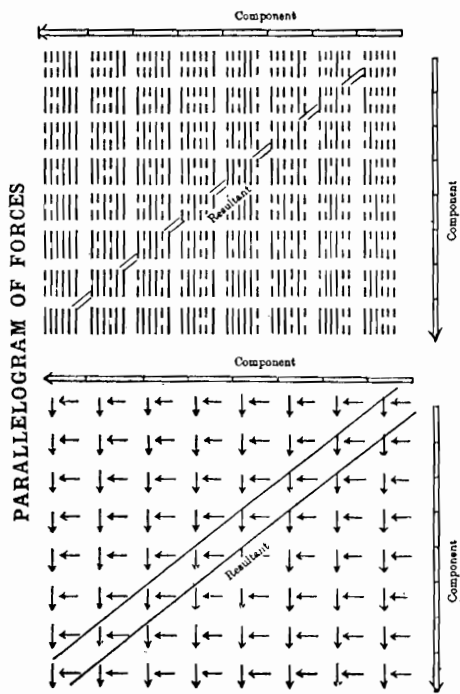 PARALLELOGRAM OF FORCES
Component
Component
Resultant
Component
Component
Resultant